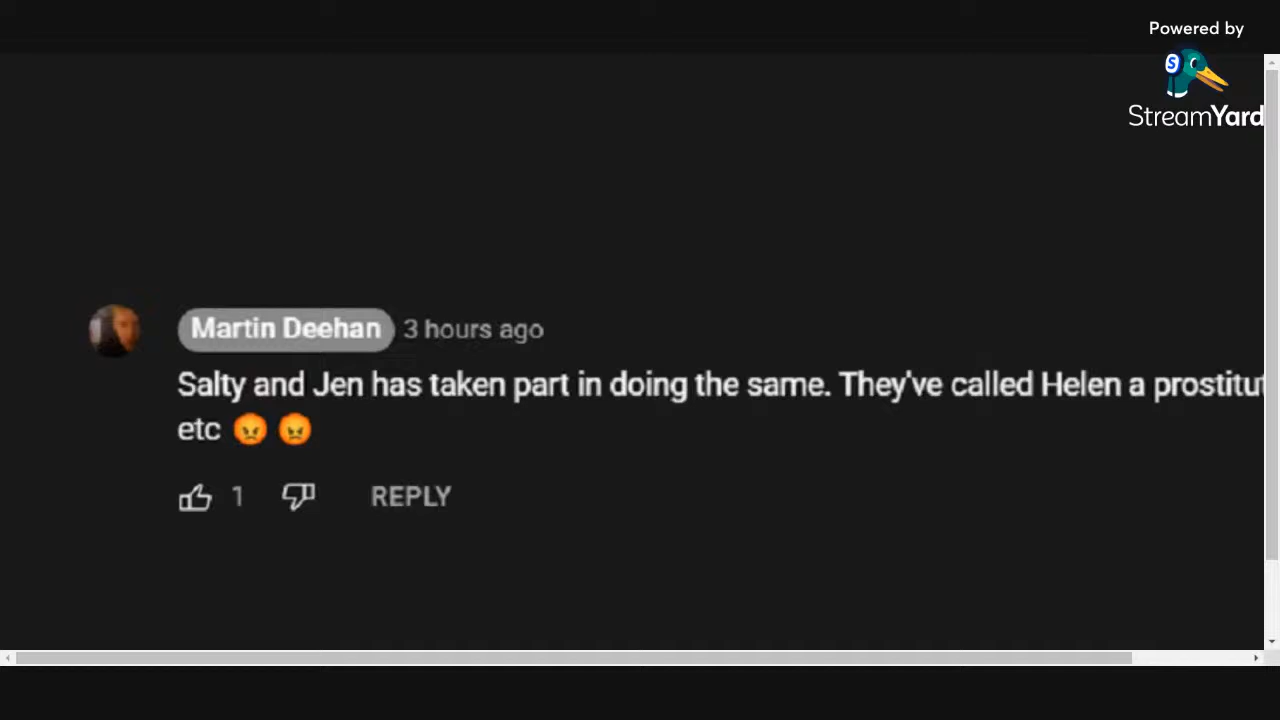 Powered by
S
StreamYard
Martin Deehan 3 hours ago
Salty and Jen has taken part in doing the same. They've called Helen a
etc 😡 😡
1 REPLY